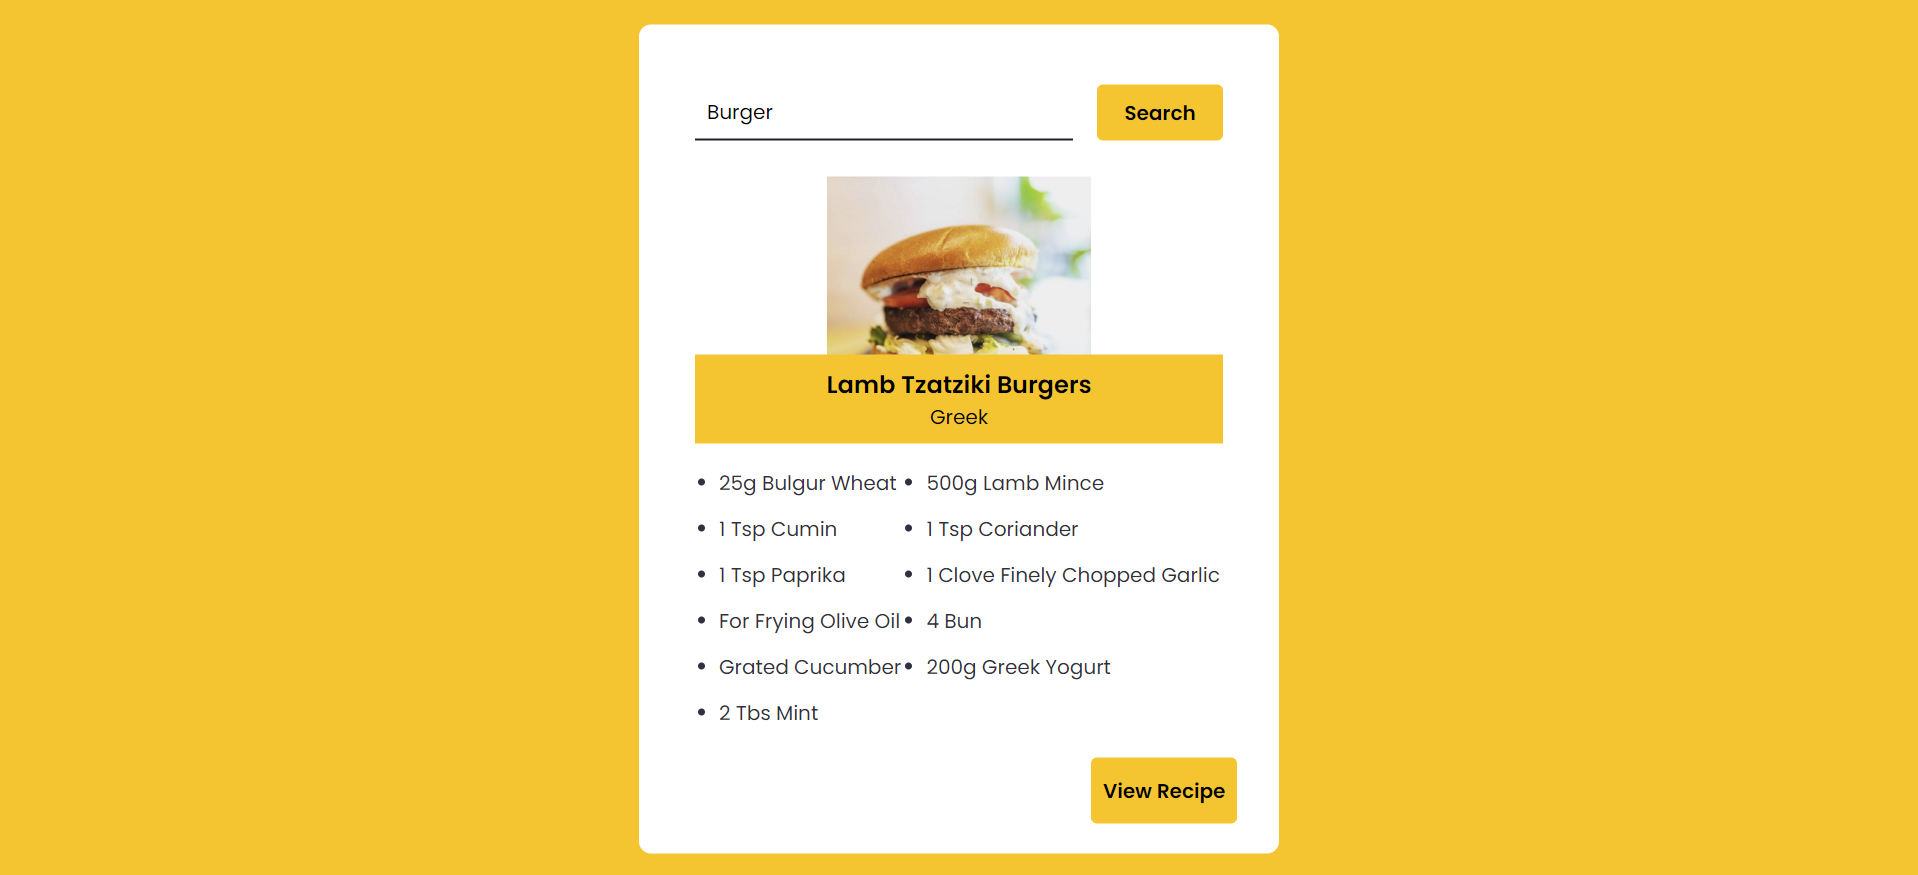 Burger
Search
Lamb Tzatziki Burgers
Greek
25g Bulgur Wheat
500g Lamb Mince
1 Tsp Cumin
1 Tsp Coriander
1 Tsp Paprika
1 Clove Finely Chopped Garlic
For Frying Olive Oil
4 Bun
Grated Cucumber
200g Greek Yogurt
2 Tbs Mint
View Recipe